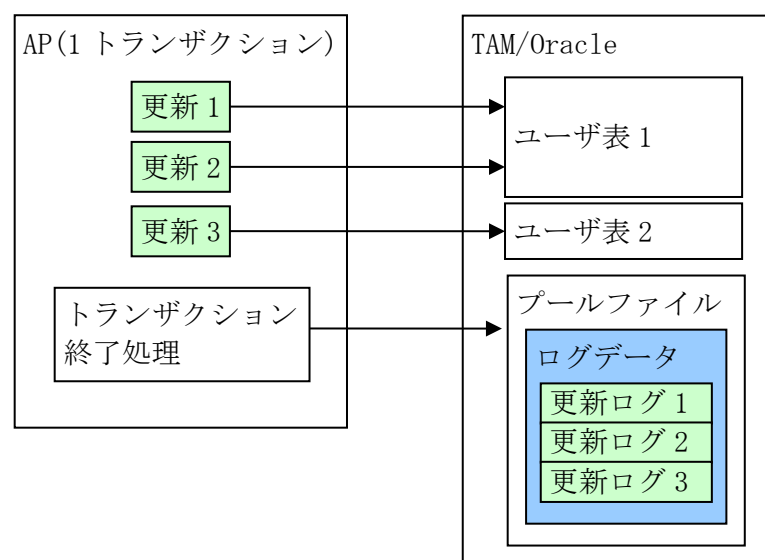 AP(1 トランザクション)
更新 1
更新 2
更新 3
トランザクション
終了処理
TAM/Oracle
ユーザ表 1
ユーザ表 2
プールファイル
ログデータ
更新ログ 1
更新ログ 2
更新ログ 3